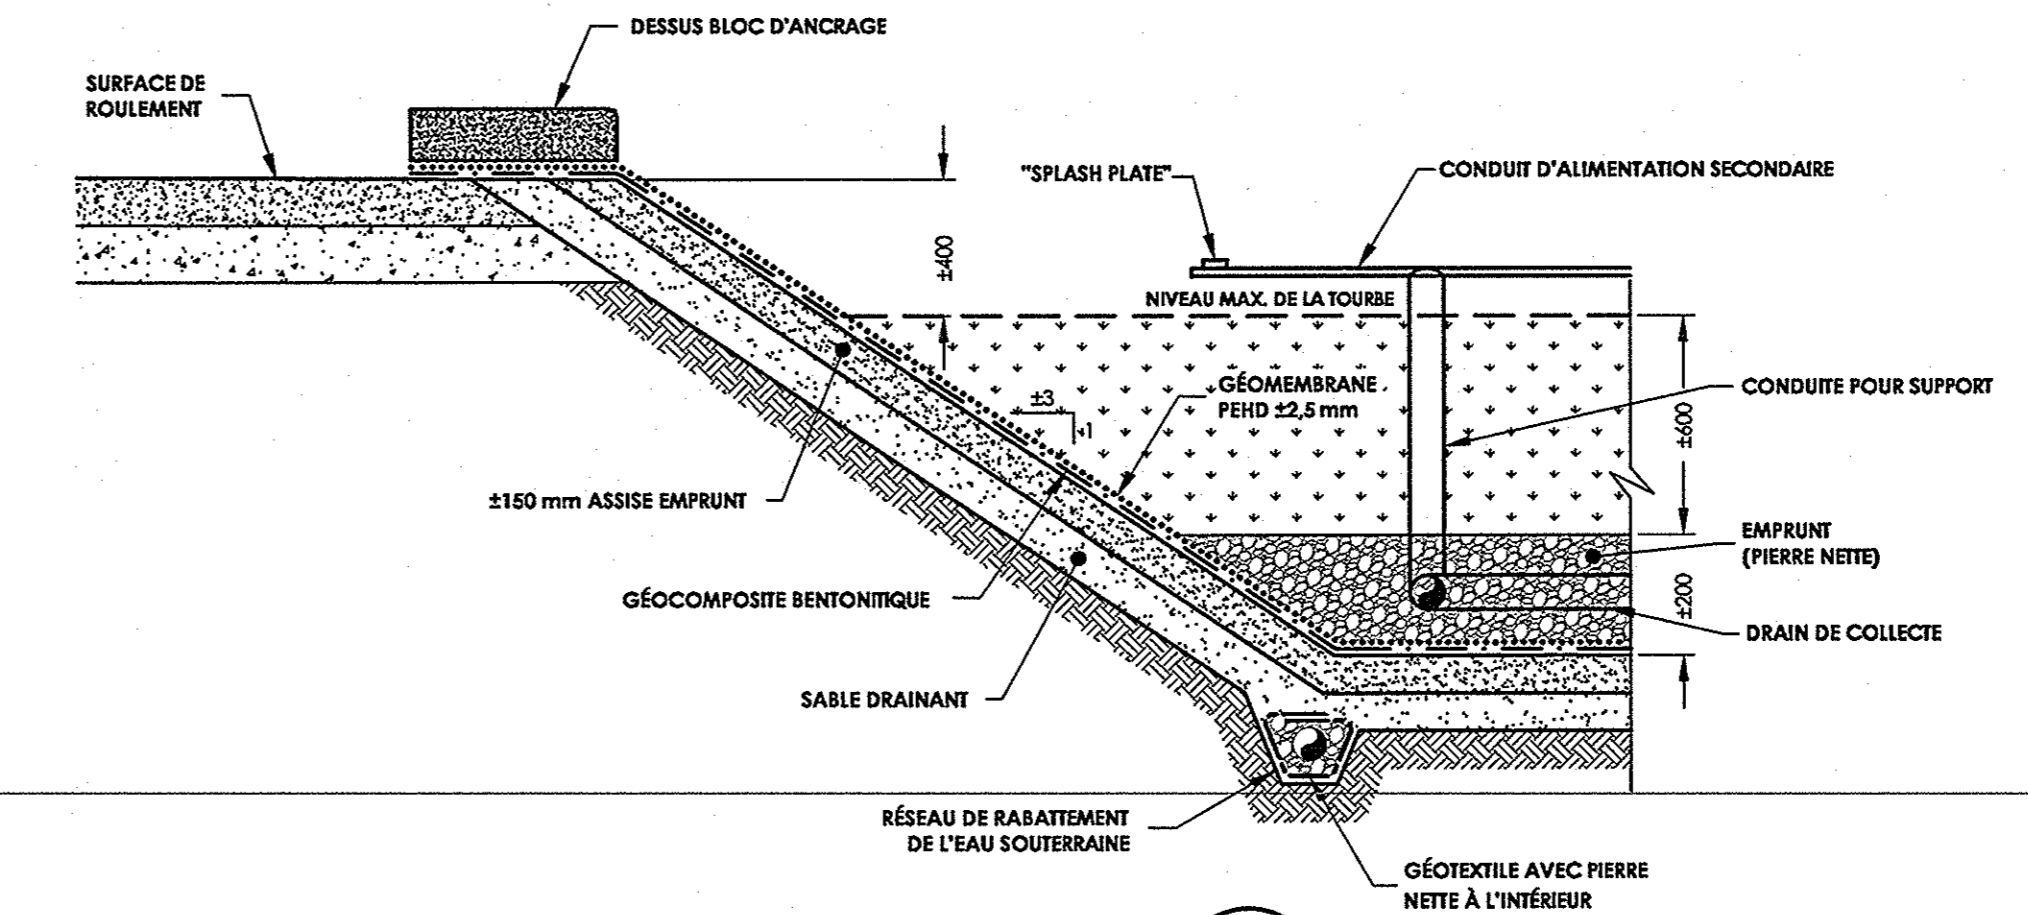 DESSUS BLOC D'ANCRAGE
SURFACE DE
ROULEMENT
"SPLASH PLATE"
CONDUIT D'ALIMENTATION SECONDAIRE
±400
NIVEAU MAX. DE LA TOURBE
GÉOMEMBRANE
PEHD ±2,5 mm
±3
1
CONDUITE POUR SUPPORT
±600
±150 mm ASSISE EMPRUNT
EMPRUNT
(PIERRE NETTE)
GÉOCOMPOSITE BENTONITIQUE
±200
DRAIN DE COLLECTE
SABLE DRAINANT
RÉSEAU DE RABATTEMENT
DE L'EAU SOUTERRAINE
GÉOTEXTILE AVEC PIERRE
NETTE À L'INTÉRIEUR